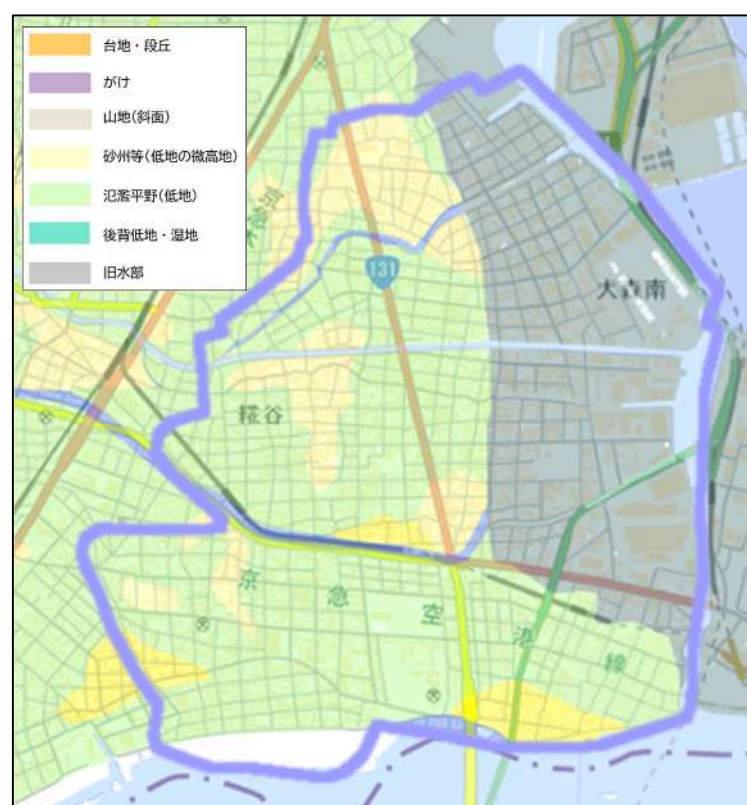 台地・段丘
がけ
山地(斜面)
砂州等(低地の微高地)
氾濫平野(低地)
後背低地・湿地
旧水部
131
大森南
糀谷
京急空港線